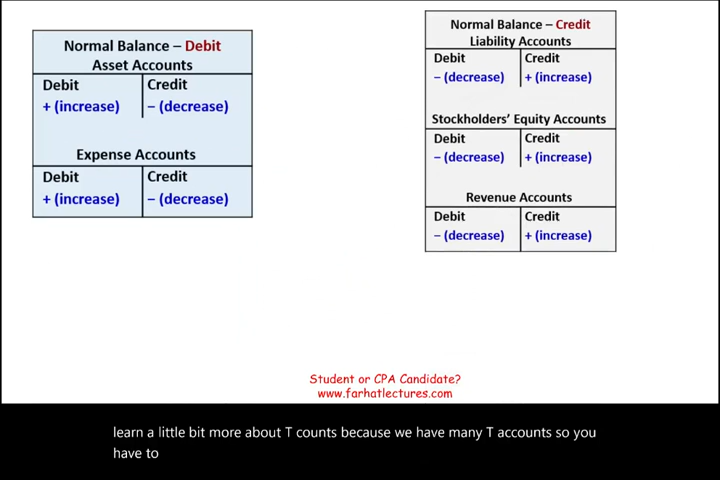 Normal Balance – Debit
Asset Accounts
Debit Credit
+ (increase) – (decrease)
Expense Accounts
Debit Credit
+ (increase) – (decrease)
Normal Balance – Credit
Liability Accounts
Debit Credit
– (decrease) + (increase)
Stockholders' Equity Accounts
Debit Credit
– (decrease) + (increase)
Revenue Accounts
Debit Credit
– (decrease) + (increase)
Student or CPA Candidate?
www.farhatlectures.com
learn a little bit more about T counts because we have many T accounts so you
have to